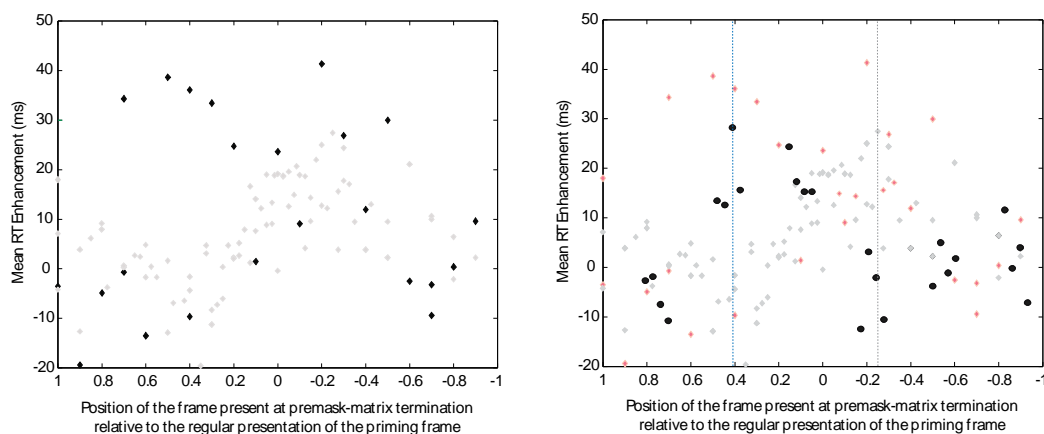 50
40
30
20
10
0
-10
-20
Mean RT Enhancement (ms)
1 0.8 0.6 0.4 0.2 0 -0.2 -0.4 -0.6 -0.8 -1
Position of the frame present at premask-matrix termination
relative to the regular presentation of the priming frame
50
40
30
20
10
0
-10
-20
Mean RT Enhancement (ms)
1 0.8 0.6 0.4 0.2 0 -0.2 -0.4 -0.6 -0.8 -1
Position of the frame present at premask-matrix termination
relative to the regular presentation of the priming frame